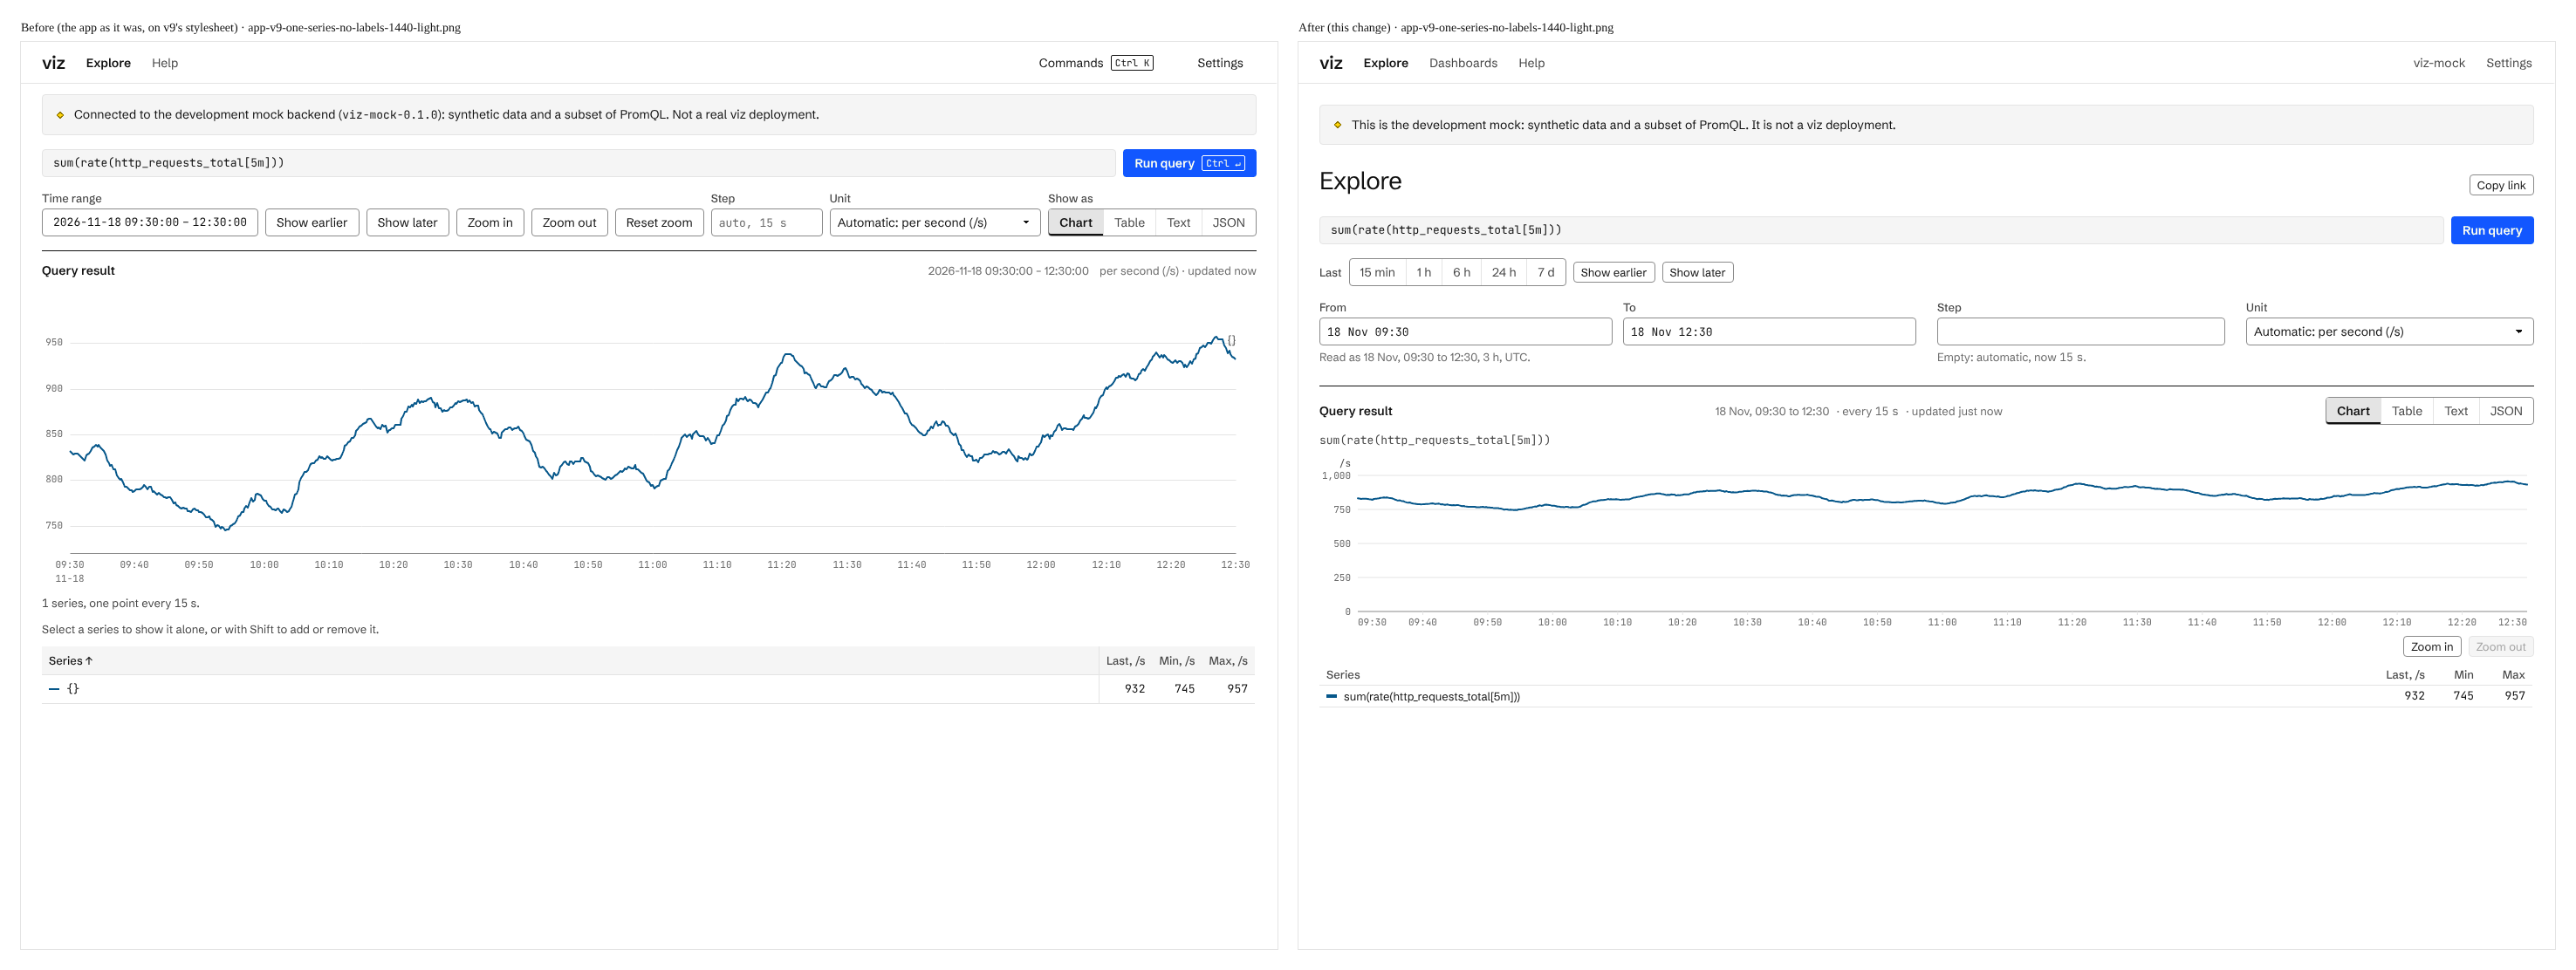 Before (the app as it was, on v9's stylesheet) · app-v9-one-series-no-labels-1440-light.png
viz Explore Help Commands Ctrl K Settings
Connected to the development mock backend (viz-mock-0.1.0): synthetic data and a subset of PromQL. Not a real viz deployment.
sum(rate(http_requests_total[5m])) Run query Ctrl ↵
Time range Step Unit Show as
2026-11-18 09:30:00 – 12:30:00 Show earlier Show later Zoom in Zoom out Reset zoom auto, 15 s Automatic: per second (/s) Chart Table Text JSON
Query result 2026-11-18 09:30:00 – 12:30:00 per second (/s) · updated now
{}
950
900
850
800
750
09:30 09:40 09:50 10:00 10:10 10:20 10:30 10:40 10:50 11:00 11:10 11:20 11:30 11:40 11:50 12:00 12:10 12:20 12:30
11-18
1 series, one point every 15 s.
Select a series to show it alone, or with Shift to add or remove it.
Series ↑ Last, /s Min, /s Max, /s
{} 932 745 957
After (this change) · app-v9-one-series-no-labels-1440-light.png
viz Explore Dashboards Help viz-mock Settings
This is the development mock: synthetic data and a subset of PromQL. It is not a viz deployment.
Explore Copy link
sum(rate(http_requests_total[5m])) Run query
Last 15 min 1 h 6 h 24 h 7 d Show earlier Show later
From To Step Unit
18 Nov 09:30 18 Nov 12:30 Automatic: per second (/s)
Read as 18 Nov, 09:30 to 12:30, 3 h, UTC. Empty: automatic, now 15 s.
Query result 18 Nov, 09:30 to 12:30 · every 15 s · updated just now Chart Table Text JSON
sum(rate(http_requests_total[5m]))
/s
1,000
750
500
250
0
09:30 09:40 09:50 10:00 10:10 10:20 10:30 10:40 10:50 11:00 11:10 11:20 11:30 11:40 11:50 12:00 12:10 12:20 12:30
Zoom in Zoom out
Series Last, /s Min Max
sum(rate(http_requests_total[5m])) 932 745 957